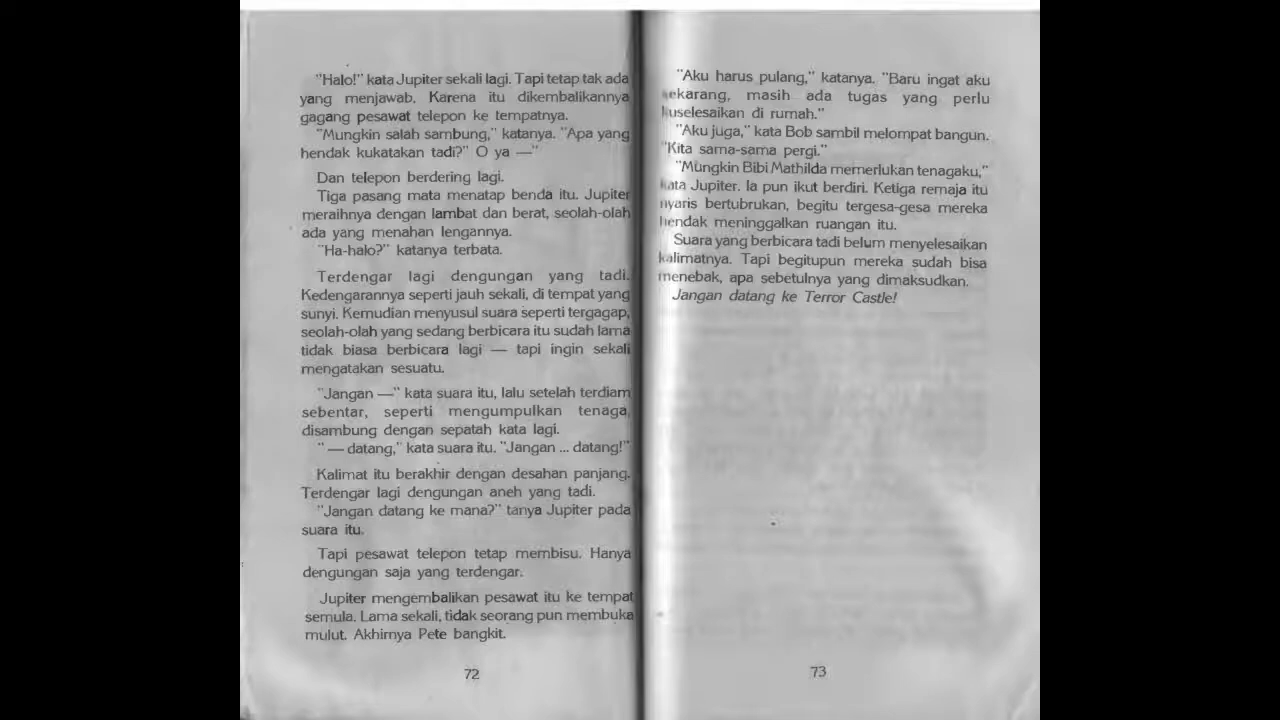 "Halo!" kata Jupiter sekali lagi. Tapi tetap tak ada
yang menjawab. Karena itu dikembalikannya
gagang pesawat telepon ke tempatnya.
"Mungkin salah sambung," katanya. "Apa yang
hendak kukatakan tadi?" O ya —"
Dan telepon berdering lagi.
Tiga pasang mata menatap benda itu. Jupiter
meraihnya dengan lambat dan berat, seolah-olah
ada yang menahan lengannya.
"Ha-halo?" katanya terbata.
Terdengar lagi dengungan yang tadi.
Kedengarannya seperti jauh sekali, di tempat yang
sunyi. Kemudian menyusul suara seperti tergagap,
seolah-olah yang sedang berbicara itu sudah lama
tidak biasa berbicara lagi — tapi ingin sekali
mengatakan sesuatu.
"Jangan —" kata suara itu, lalu setelah terdiam
sebentar, seperti mengumpulkan tenaga,
disambung dengan sepatah kata lagi.
" — datang," kata suara itu. "Jangan ... datang!"
Kalimat itu berakhir dengan desahan panjang.
Terdengar lagi dengungan aneh yang tadi.
"Jangan datang ke mana?" tanya Jupiter pada
suara itu.
Tapi pesawat telepon tetap membisu. Hanya
dengungan saja yang terdengar.
Jupiter mengembalikan pesawat itu ke tempat
semula. Lama sekali, tidak seorang pun membuka
mulut. Akhirnya Pete bangkit.
72
"Aku harus pulang," katanya. "Baru ingat aku
sekarang, masih ada tugas yang perlu
kuselesaikan di rumah."
"Aku juga," kata Bob sambil melompat bangun.
"Kita sama-sama pergi."
"Mungkin Bibi Mathilda memerlukan tenagaku,"
kata Jupiter. Ia pun ikut berdiri. Ketiga remaja itu
nyaris bertubrukan, begitu tergesa-gesa mereka
hendak meninggalkan ruangan itu.
Suara yang berbicara tadi belum menyelesaikan
kalimatnya. Tapi begitupun mereka sudah bisa
menebak, apa sebetulnya yang dimaksudkan.
Jangan datang ke Terror Castle!
73